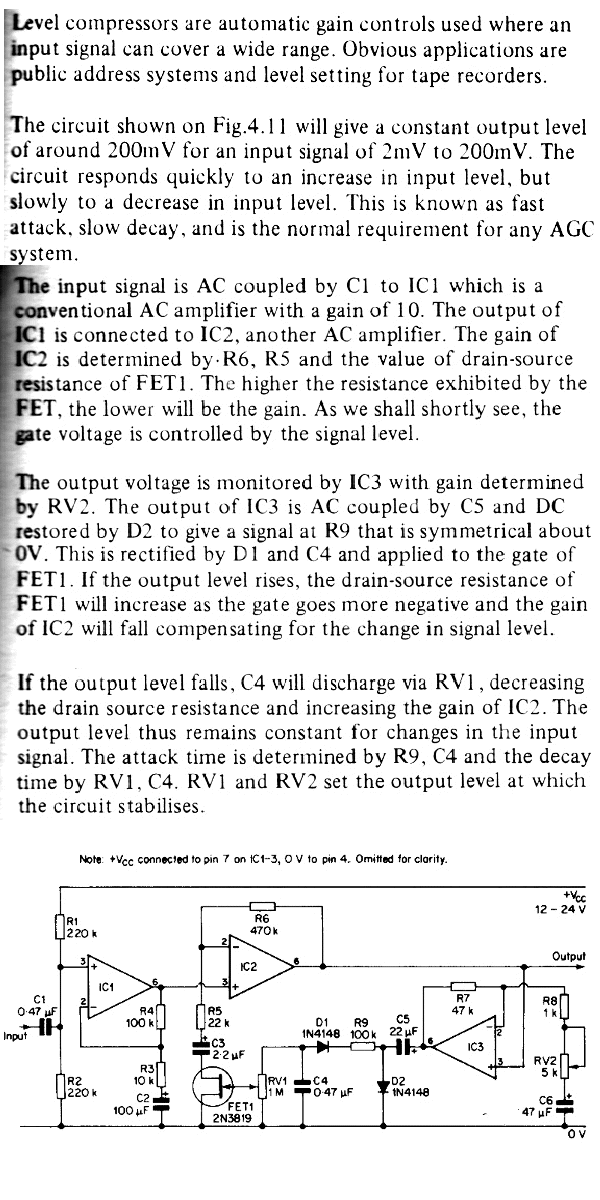 Level compressors are automatic gain controls used where an
input signal can cover a wide range. Obvious applications are
public address systems and level setting for tape recorders.
The circuit shown on Fig.4.11 will give a constant output level
of around 200mV for an input signal of 2mV to 200mV. The
circuit responds quickly to an increase in input level, but
slowly to a decrease in input level. This is known as fast
attack, slow decay, and is the normal requirement for any AGC
system.
The input signal is AC coupled by C1 to IC1 which is a
conventional AC amplifier with a gain of 10. The output of
IC1 is connected to IC2, another AC amplifier. The gain of
IC2 is determined by R6, R5 and the value of drain-source
resistance of FET1. The higher the resistance exhibited by the
FET, the lower will be the gain. As we shall shortly see, the
gate voltage is controlled by the signal level.
The output voltage is monitored by IC3 with gain determined
by RV2. The output of IC3 is AC coupled by C5 and DC
restored by D2 to give a signal at R9 that is symmetrical about
0V. This is rectified by D1 and C4 and applied to the gate of
FET1. If the output level rises, the drain-source resistance of
FET1 will increase as the gate goes more negative and the gain
of IC2 will fall compensating for the change in signal level.
If the output level falls, C4 will discharge via RV1, decreasing
the drain source resistance and increasing the gain of IC2. The
output level thus remains constant for changes in the input
signal. The attack time is determined by R9, C4 and the decay
time by RV1, C4. RV1 and RV2 set the output level at which
the circuit stabilises.
Note: +Vcc connected to pin 7 on IC1-3, 0 V to pin 4. Omitted for clarity.
+Vcc
12 - 24 V
R1
220 k
R6
470 k
2
-
IC2
6
3
+
Output
3
+
IC1
6
2
-
C1
0·47 µF
Input
R4
100 k
R5
22 k
C3
2·2 µF
+
D1
1N4148
R9
100 k
C5
22 µF
+
R7
47 k
6
IC3
-
2
+
3
R8
1 k
RV2
5 k
R2
220 k
R3
10 k
C2
100 µF
+
FET1
2N3819
RV1
1 M
C4
0·47 µF
D2
1N4148
C6
47 µF
+
0 V